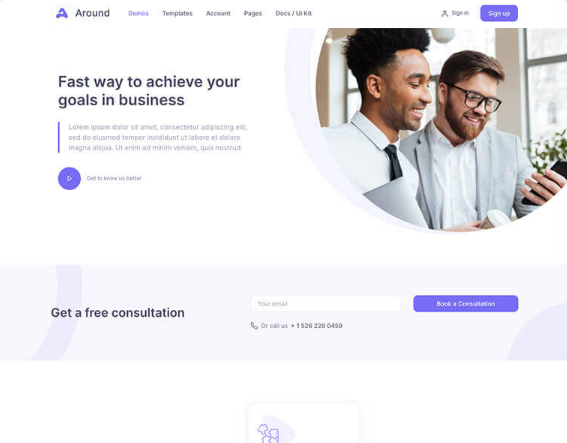 Around
Demos Templates Account Pages Docs / UI Kit
Sign in
Sign up
Fast way to achieve your
goals in business
Lorem ipsum dolor sit amet, consectetur adipiscing elit,
sed do eiusmod tempor incididunt ut labore et dolore
magna aliqua. Ut enim ad minim veniam, quis nostrud.
Get to know us better
Get a free consultation
Your email
Book a Consultation
Or call us + 1 526 220 0459